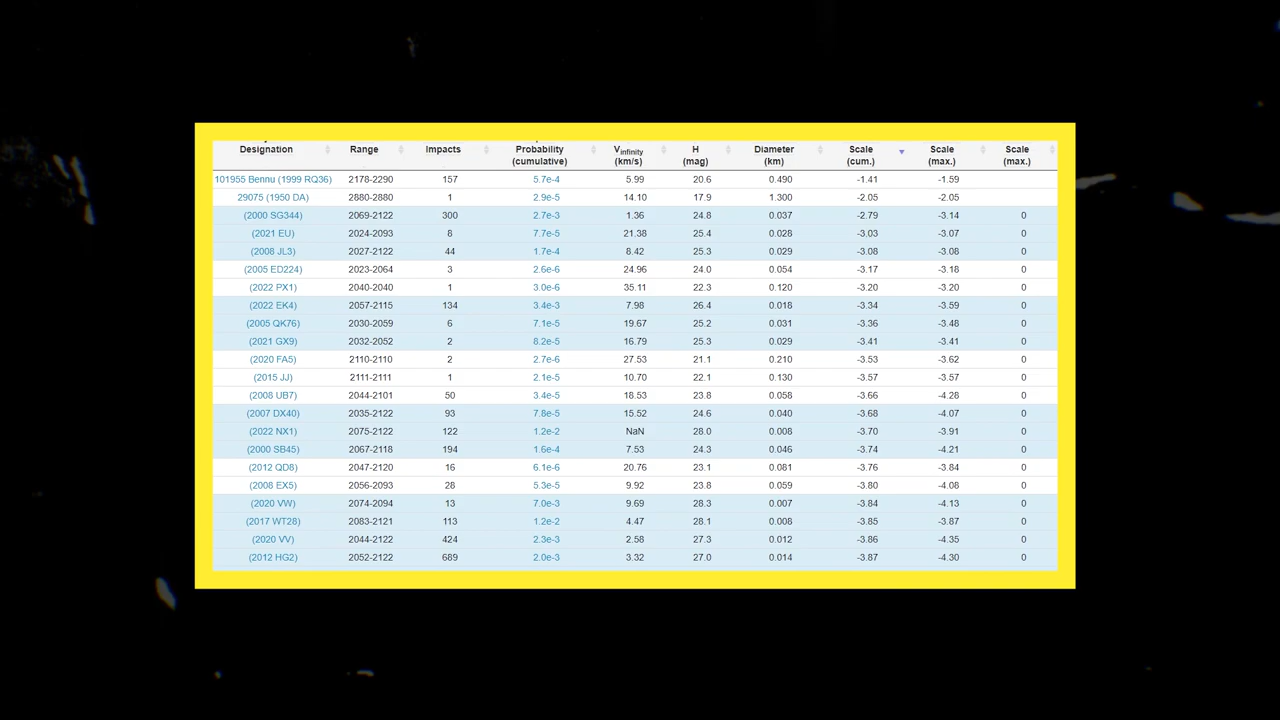 Designation Range Impacts Probability (cumulative) Vinfinity (km/s) H (mag) Diameter (km) Scale (cum.) Scale (max.) Scale (max.)
101955 Bennu (1999 RQ36) 2178-2290 157 5.7e-4 5.99 20.6 0.490 -1.41 -1.59
29075 (1950 DA) 2880-2880 1 2.9e-5 14.10 17.9 1.300 -2.05 -2.05
(2000 SG344) 2069-2122 300 2.7e-3 1.36 24.8 0.037 -2.79 -3.14 0
(2021 EU) 2024-2093 8 7.7e-5 21.38 25.4 0.028 -3.03 -3.07 0
(2008 JL3) 2027-2122 44 1.7e-4 8.42 25.3 0.029 -3.08 -3.08 0
(2005 ED224) 2023-2064 3 2.6e-6 24.96 24.0 0.054 -3.17 -3.18 0
(2022 PX1) 2040-2040 1 3.0e-6 35.11 22.3 0.120 -3.20 -3.20 0
(2022 EK4) 2057-2115 134 3.4e-3 7.98 26.4 0.018 -3.34 -3.59 0
(2005 QK76) 2030-2059 6 7.1e-5 19.67 25.2 0.031 -3.36 -3.48 0
(2021 GX9) 2032-2052 2 8.2e-5 16.79 25.3 0.029 -3.41 -3.41 0
(2020 FA5) 2110-2110 2 2.7e-6 27.53 21.1 0.210 -3.53 -3.62 0
(2015 JJ) 2111-2111 1 2.1e-5 10.70 22.1 0.130 -3.57 -3.57 0
(2008 UB7) 2044-2101 50 3.4e-5 18.53 23.8 0.058 -3.66 -4.28 0
(2007 DX40) 2035-2122 93 7.8e-5 15.52 24.6 0.040 -3.68 -4.07 0
(2022 NX1) 2075-2122 122 1.2e-2 NaN 28.0 0.008 -3.70 -3.91 0
(2000 SB45) 2067-2118 194 1.6e-4 7.53 24.3 0.046 -3.74 -4.21 0
(2012 QD8) 2047-2120 16 6.1e-6 20.76 23.1 0.081 -3.76 -3.84 0
(2008 EX5) 2056-2093 28 5.3e-5 9.92 23.8 0.059 -3.80 -4.08 0
(2020 VW) 2074-2094 13 7.0e-3 9.69 28.3 0.007 -3.84 -4.13 0
(2017 WT28) 2083-2121 113 1.2e-2 4.47 28.1 0.008 -3.85 -3.87 0
(2020 VV) 2044-2122 424 2.3e-3 2.58 27.3 0.012 -3.86 -4.35 0
(2012 HG2) 2052-2122 689 2.0e-3 3.32 27.0 0.014 -3.87 -4.30 0